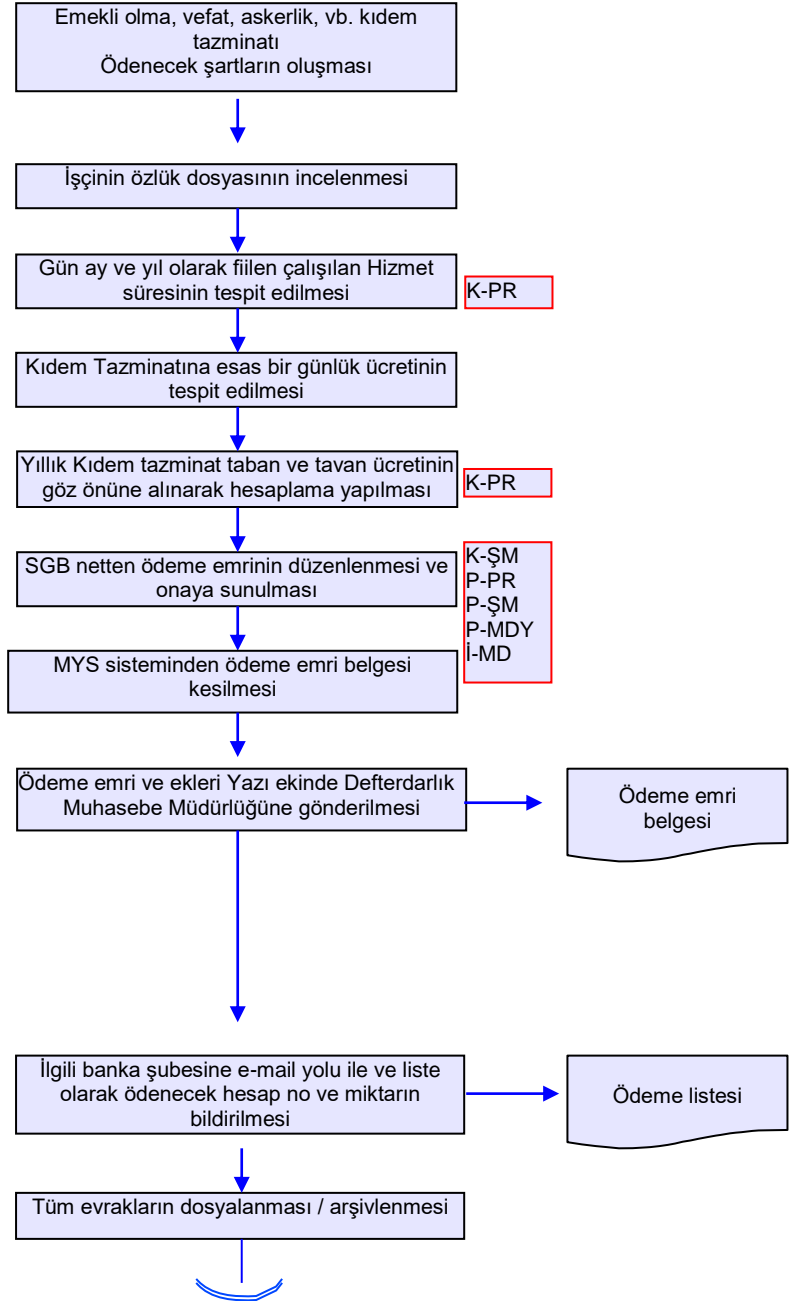 Emekli olma, vefat, askerlik, vb. kıdem
tazminatı
Ödenecek şartların oluşması
İşçinin özlük dosyasının incelenmesi
Gün ay ve yıl olarak fiilen çalışılan Hizmet
süresinin tespit edilmesi
K-PR
Kıdem Tazminatına esas bir günlük ücretinin
tespit edilmesi
Yıllık Kıdem tazminat taban ve tavan ücretinin
göz önüne alınarak hesaplama yapılması
K-PR
SGB netten ödeme emrinin düzenlenmesi ve
onaya sunulması
K-ŞM
P-PR
P-ŞM
P-MDY
İ-MD
MYS sisteminden ödeme emri belgesi
kesilmesi
Ödeme emri ve ekleri Yazı ekinde Defterdarlık
Muhasebe Müdürlüğüne gönderilmesi
Ödeme emri
belgesi
İlgili banka şubesine e-mail yolu ile ve liste
olarak ödenecek hesap no ve miktarın
bildirilmesi
Ödeme listesi
Tüm evrakların dosyalanması / arşivlenmesi